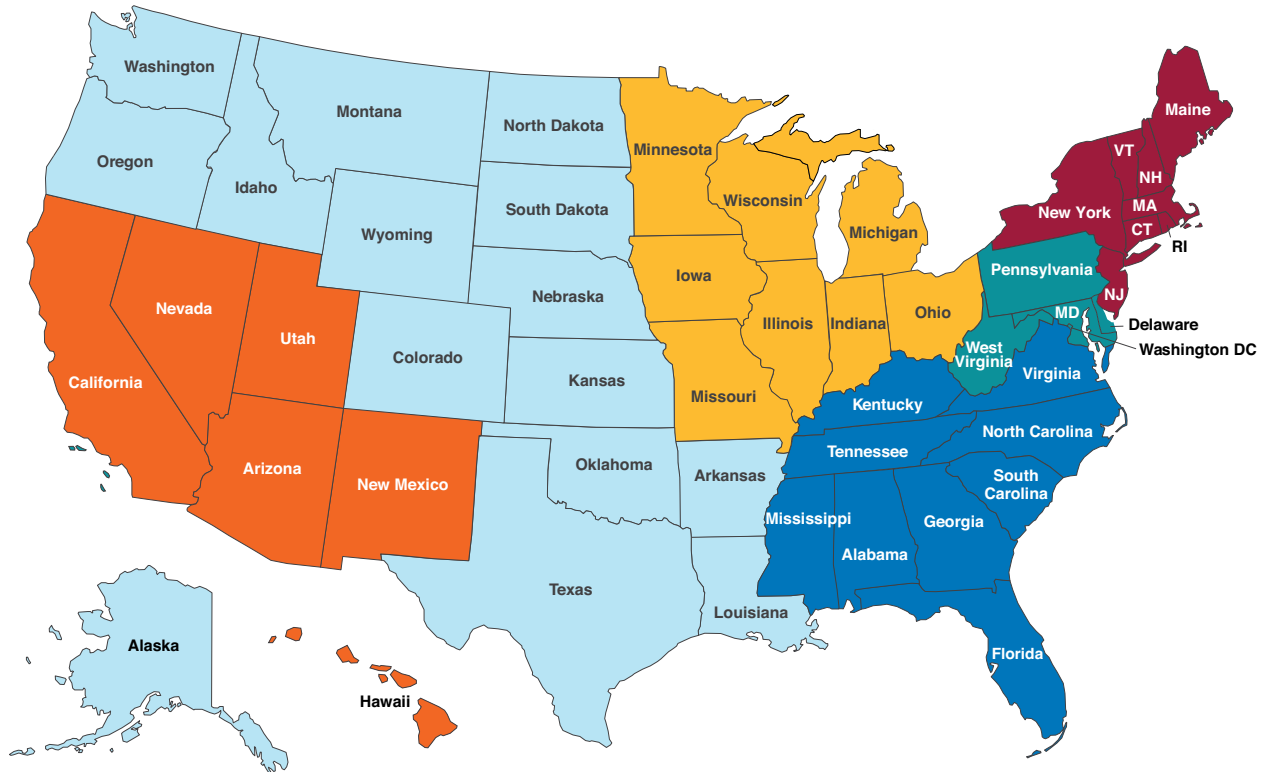 Washington
Montana
North Dakota
Minnesota
Maine
VT
NH
Oregon
Idaho
Wyoming
South Dakota
Wisconsin
Michigan
New York
MA
CT
RI
Iowa
Nebraska
Pennsylvania
NJ
Nevada
Utah
Colorado
Illinois
Indiana
Ohio
MD
Delaware
Washington DC
West
Virginia
Virginia
California
Kansas
Missouri
Kentucky
North Carolina
Tennessee
Arizona
New Mexico
Oklahoma
Arkansas
South
Carolina
Mississippi
Alabama
Georgia
Texas
Louisiana
Florida
Alaska
Hawaii